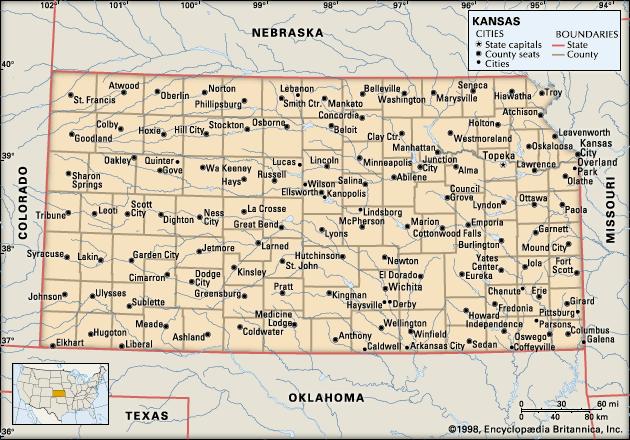 102° 101° 100° 99° 98° 97° 96° 95° 94°
NEBRASKA
KANSAS
CITIES
State capitals
County seats
Cities
BOUNDARIES
State
County
40°
39°
38°
37°
36°
COLORADO
MISSOURI
OKLAHOMA
TEXAS
St. Francis
Atwood
Oberlin
Norton
Phillipsburg
Lebanon
Smith Ctr.
Mankato
Belleville
Washington
Seneca
Marysville
Hiawatha
Troy
Concordia
Atchison
Colby
Goodland
Hoxie
Hill City
Stockton
Osborne
Beloit
Clay Ctr.
Holton
Westmoreland
Manhattan
Leavenworth
Oskaloosa
Kansas
City
Overland
Park
Olathe
Oakley
Quinter
Gove
Wa Keeney
Hays
Russell
Lucas
Lincoln
Minneapolis
Junction
City
Topeka
Lawrence
Alma
Abilene
Sharon
Springs
Wilson
Salina
Ellsworth
Kanopolis
Council
Grove
Lyndon
Ottawa
Paola
Tribune
Leoti
Scott
City
Dighton
Ness
City
La Crosse
Great Bend
Lindsborg
McPherson
Lyons
Marion
Cottonwood Falls
Emporia
Burlington
Garnett
Mound City
Syracuse
Lakin
Garden City
Cimarron
Jetmore
Larned
Hutchinson
St. John
Newton
El Dorado
Yates
Center
Eureka
Iola
Fort
Scott
Johnson
Ulysses
Sublette
Dodge
City
Kinsley
Greensburg
Pratt
Kingman
Wichita
Haysville
Derby
Chanute
Erie
Fredonia
Girard
Pittsburg
Hugoton
Meade
Ashland
Medicine
Lodge
Coldwater
Anthony
Wellington
Winfield
Howard
Independence
Parsons
Oswego
Columbus
Galena
Elkhart
Liberal
Caldwell
Arkansas City
Sedan
Coffeyville
0 30 60 mi
0 40 80 km
©1998, Encyclopædia Britannica, Inc.